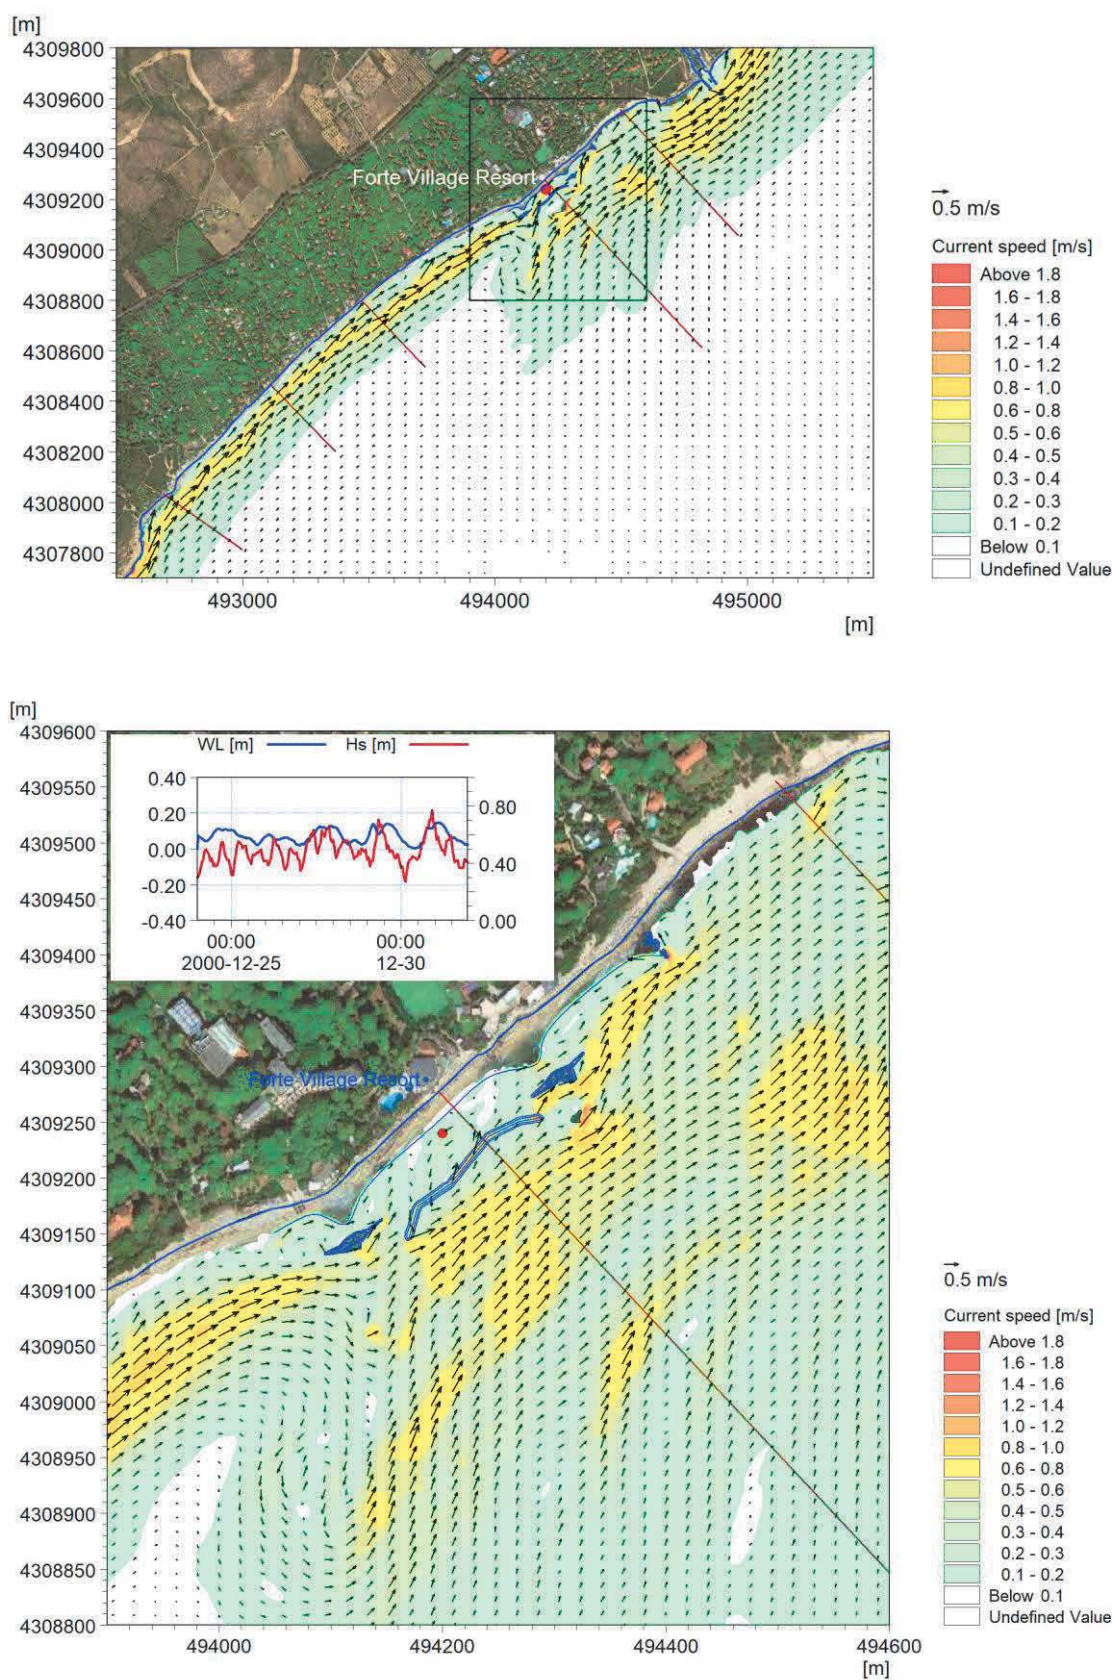 [m]
4309800
4309600
4309400
4309200
4309000
4308800
4308600
4308400
4308200
4308000
4307800
Forte Village Resort
493000 494000 495000
[m]
0.5 m/s
Current speed [m/s]
Above 1.8
1.6 - 1.8
1.4 - 1.6
1.2 - 1.4
1.0 - 1.2
0.8 - 1.0
0.6 - 0.8
0.5 - 0.6
0.4 - 0.5
0.3 - 0.4
0.2 - 0.3
0.1 - 0.2
Below 0.1
Undefined Value
[m]
4309600
4309550
4309500
4309450
4309400
4309350
4309300
4309250
4309200
4309150
4309100
4309050
4309000
4308950
4308900
4308850
4308800
WL [m] Hs [m]
0.40
0.20
0.00
-0.20
-0.40
0.80
0.40
0.00
00:00 00:00
2000-12-25 12-30
Forte Village Resort
494000 494200 494400 494600
[m]
0.5 m/s
Current speed [m/s]
Above 1.8
1.6 - 1.8
1.4 - 1.6
1.2 - 1.4
1.0 - 1.2
0.8 - 1.0
0.6 - 0.8
0.5 - 0.6
0.4 - 0.5
0.3 - 0.4
0.2 - 0.3
0.1 - 0.2
Below 0.1
Undefined Value